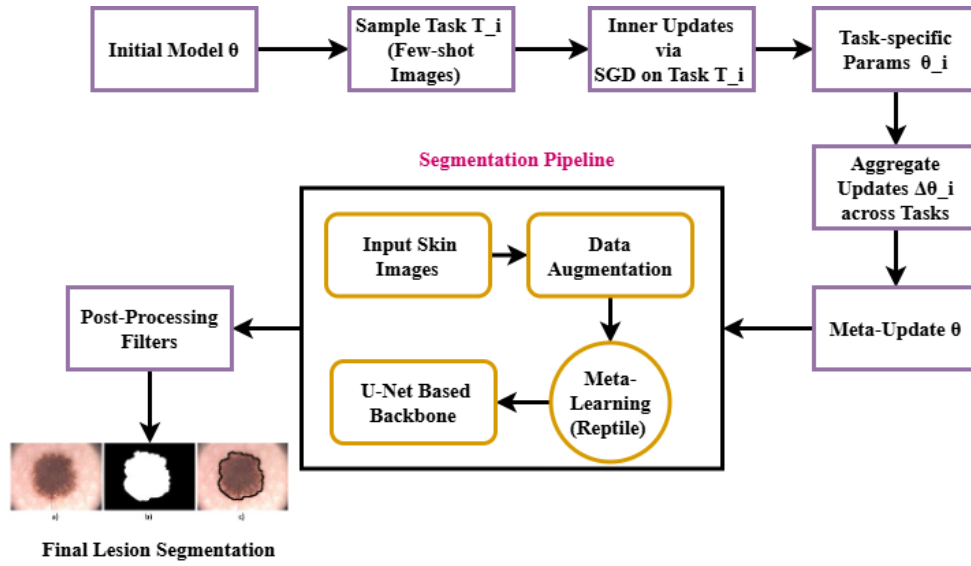 Initial Model θ
Sample Task T_i
(Few-shot
Images)
Inner Updates
via
SGD on Task T_i
Task-specific
Params θ_i
Aggregate
Updates Δθ_i
across Tasks
Meta-Update θ
Segmentation Pipeline
Input Skin
Images
Data
Augmentation
Meta-
Learning
(Reptile)
U-Net Based
Backbone
Post-Processing
Filters
a)
b)
c)
Final Lesion Segmentation